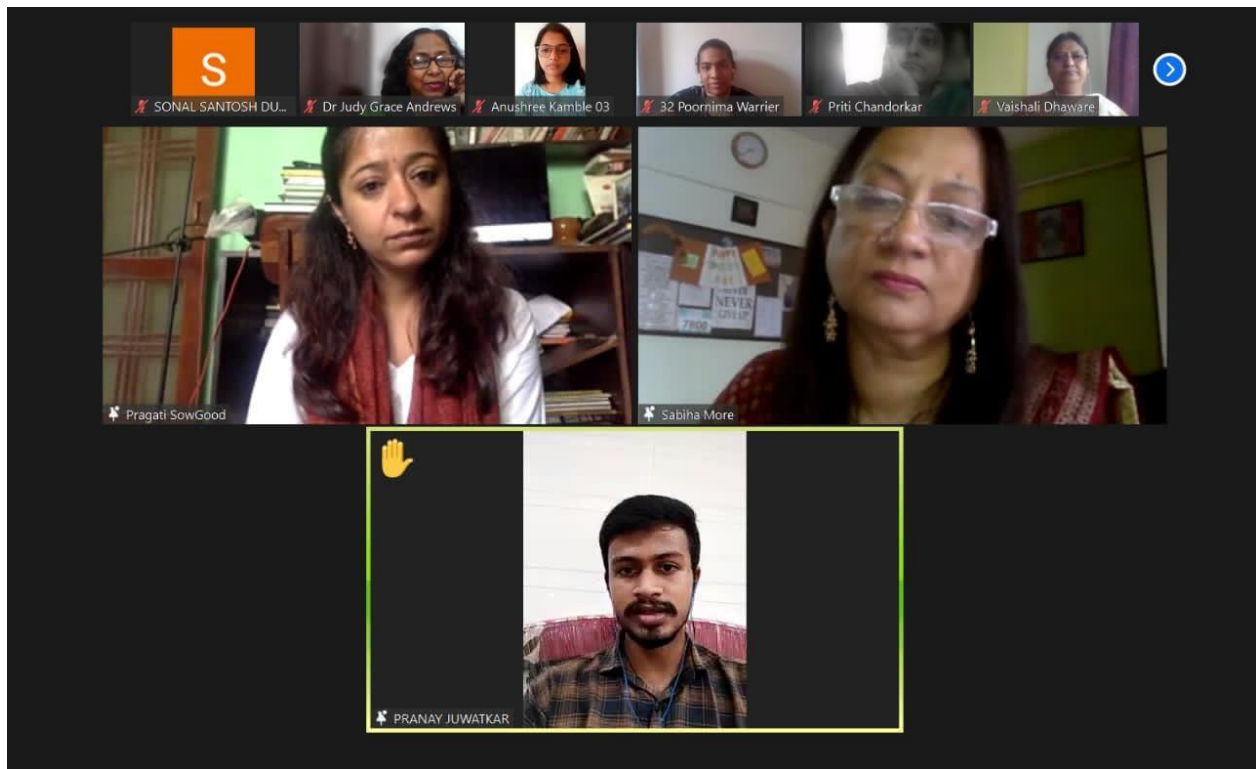 S
SONAL SANTOSH DU...
Dr Judy Grace Andrews
Anushree Kamble 03
32 Poornima Warrier
Priti Chandorkar
Vaishali Dhaware
Pragati SowGood
NEVER
NEVER
GIVE UP
Sabiha More
PRANAY JUWATKAR